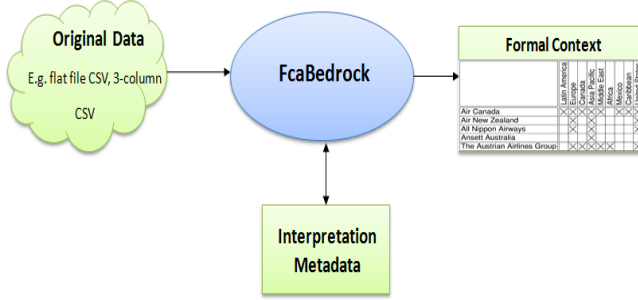 Original Data
E.g. flat file CSV, 3-column
CSV
FcaBedrock
Formal Context
Latin America
Europe
Canada
Asia Pacific
Middle East
Africa
Mexico
Caribbean
United States
Air Canada
Air New Zealand
All Nippon Airways
Ansett Australia
The Austrian Airlines Group
Interpretation
Metadata